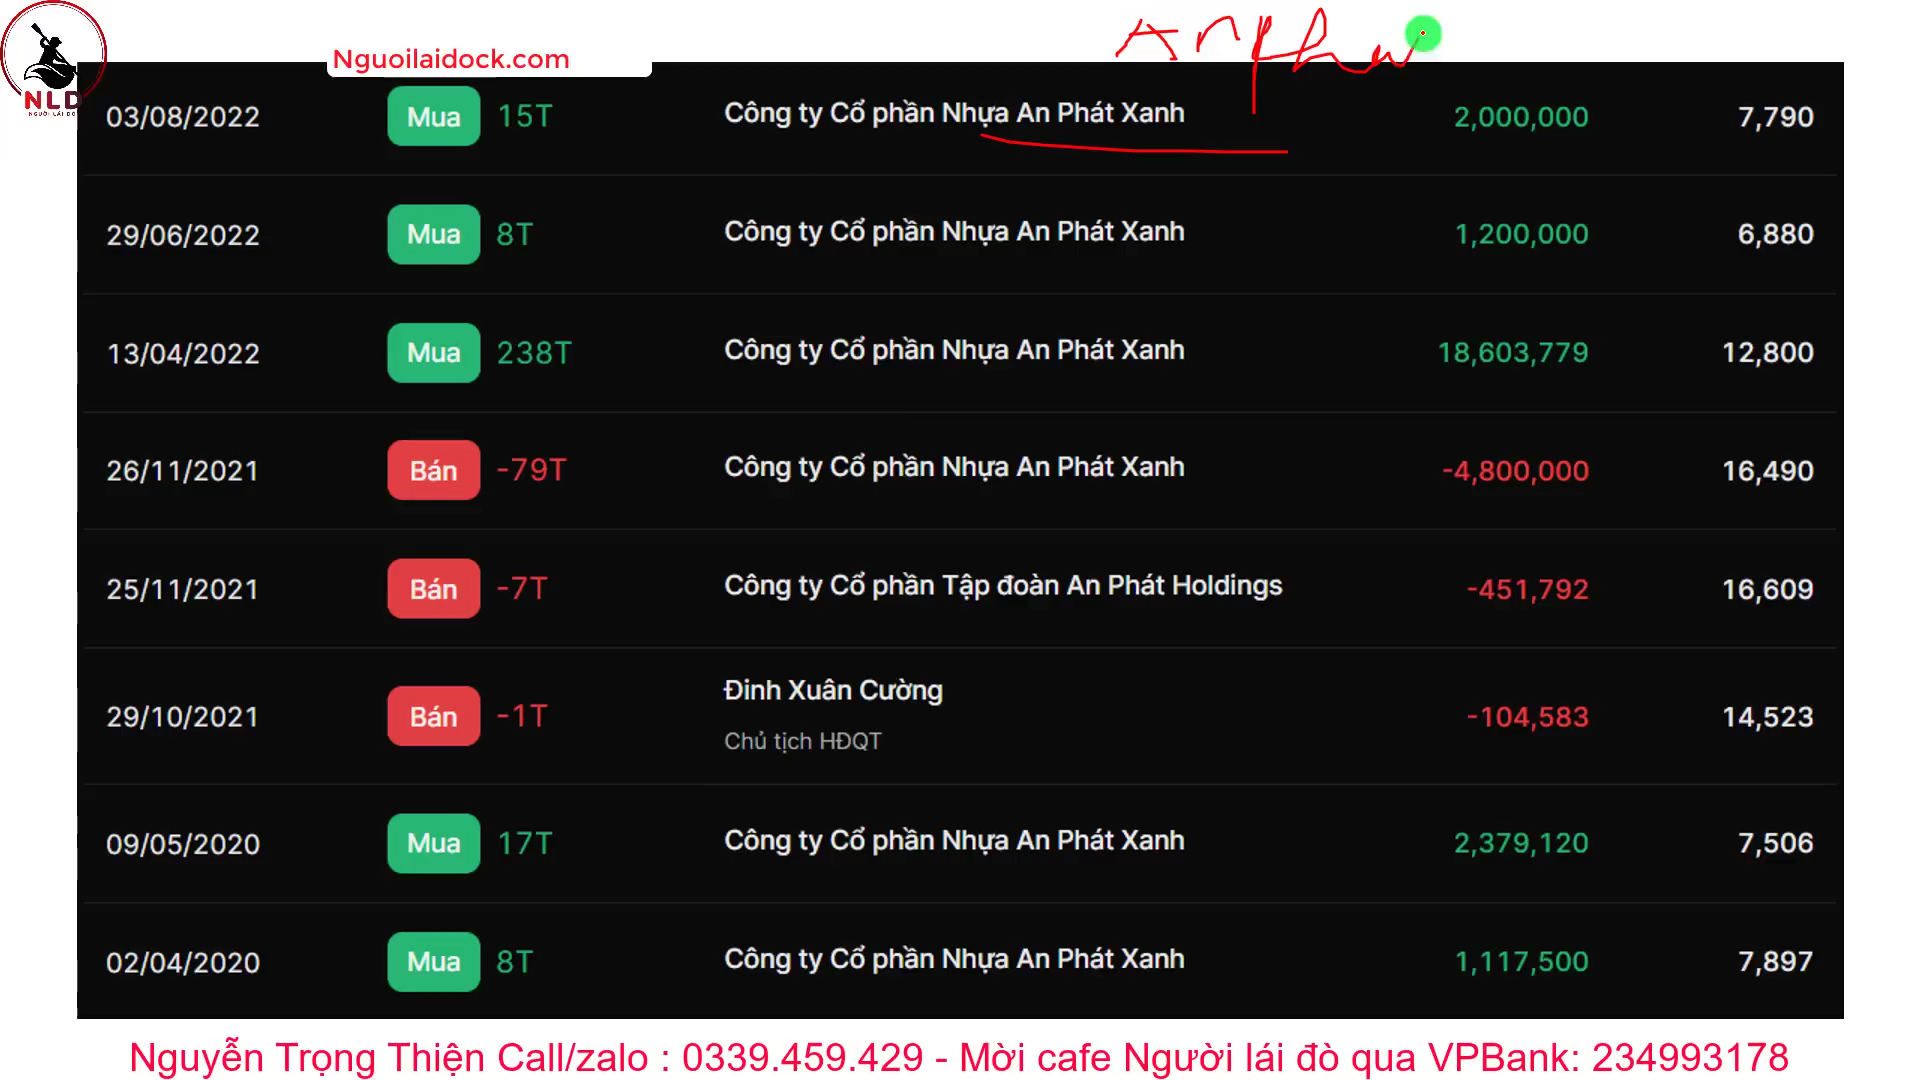 Nguoilaidock.com
NLD
NGƯỜI LÁI ĐÒ
03/08/2022 Mua 15T Công ty Cổ phần Nhựa An Phát Xanh 2,000,000 7,790
29/06/2022 Mua 8T Công ty Cổ phần Nhựa An Phát Xanh 1,200,000 6,880
13/04/2022 Mua 238T Công ty Cổ phần Nhựa An Phát Xanh 18,603,779 12,800
26/11/2021 Bán -79T Công ty Cổ phần Nhựa An Phát Xanh -4,800,000 16,490
25/11/2021 Bán -7T Công ty Cổ phần Tập đoàn An Phát Holdings -451,792 16,609
29/10/2021 Bán -1T Đinh Xuân Cường -104,583 14,523
Chủ tịch HĐQT
09/05/2020 Mua 17T Công ty Cổ phần Nhựa An Phát Xanh 2,379,120 7,506
02/04/2020 Mua 8T Công ty Cổ phần Nhựa An Phát Xanh 1,117,500 7,897
Nguyễn Trọng Thiện Call/zalo : 0339.459.429 - Mời cafe Người lái đò qua VPBank: 234993178